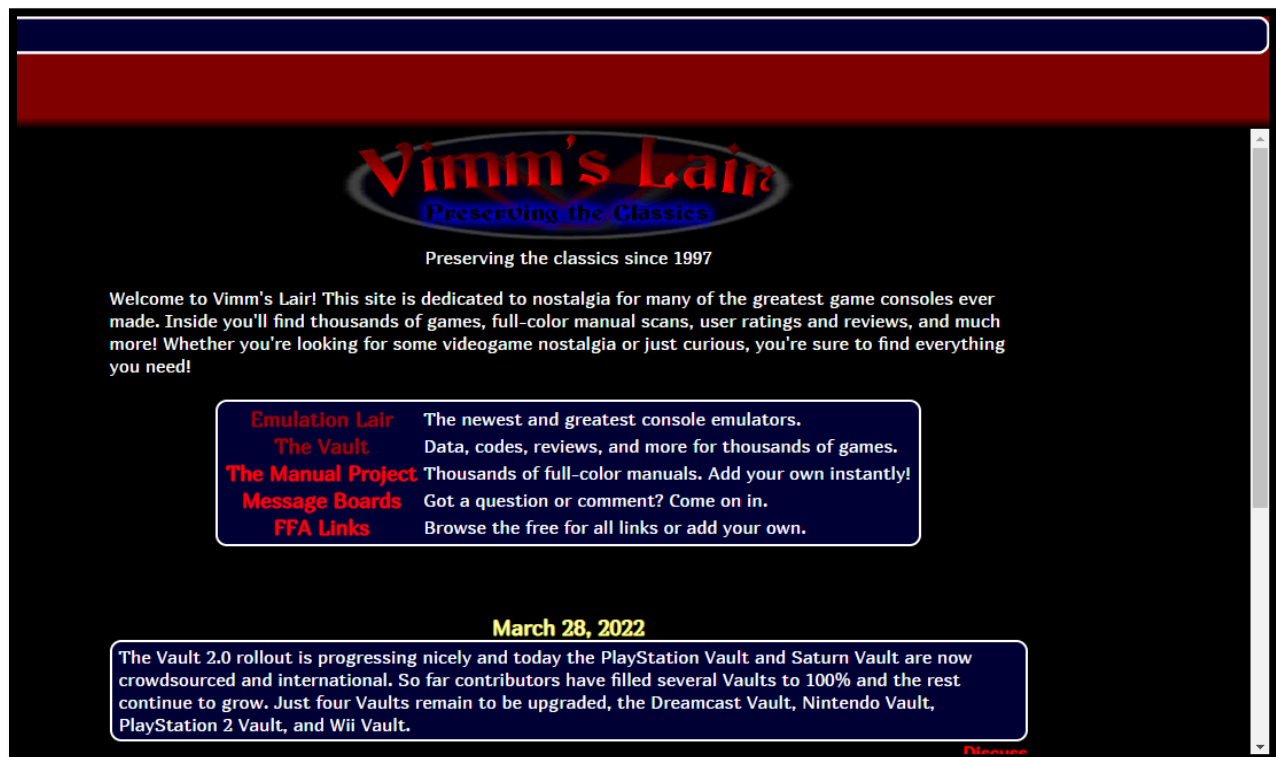 Vimm's Lair
Preserving the Classics
Preserving the classics since 1997
Welcome to Vimm's Lair! This site is dedicated to nostalgia for many of the greatest game consoles ever
made. Inside you'll find thousands of games, full-color manual scans, user ratings and reviews, and much
more! Whether you're looking for some videogame nostalgia or just curious, you're sure to find everything
you need!
Emulation Lair The newest and greatest console emulators.
The Vault Data, codes, reviews, and more for thousands of games.
The Manual Project Thousands of full-color manuals. Add your own instantly!
Message Boards Got a question or comment? Come on in.
FFA Links Browse the free for all links or add your own.
March 28, 2022
The Vault 2.0 rollout is progressing nicely and today the PlayStation Vault and Saturn Vault are now
crowdsourced and international. So far contributors have filled several Vaults to 100% and the rest
continue to grow. Just four Vaults remain to be upgraded, the Dreamcast Vault, Nintendo Vault,
PlayStation 2 Vault, and Wii Vault.
Discuss